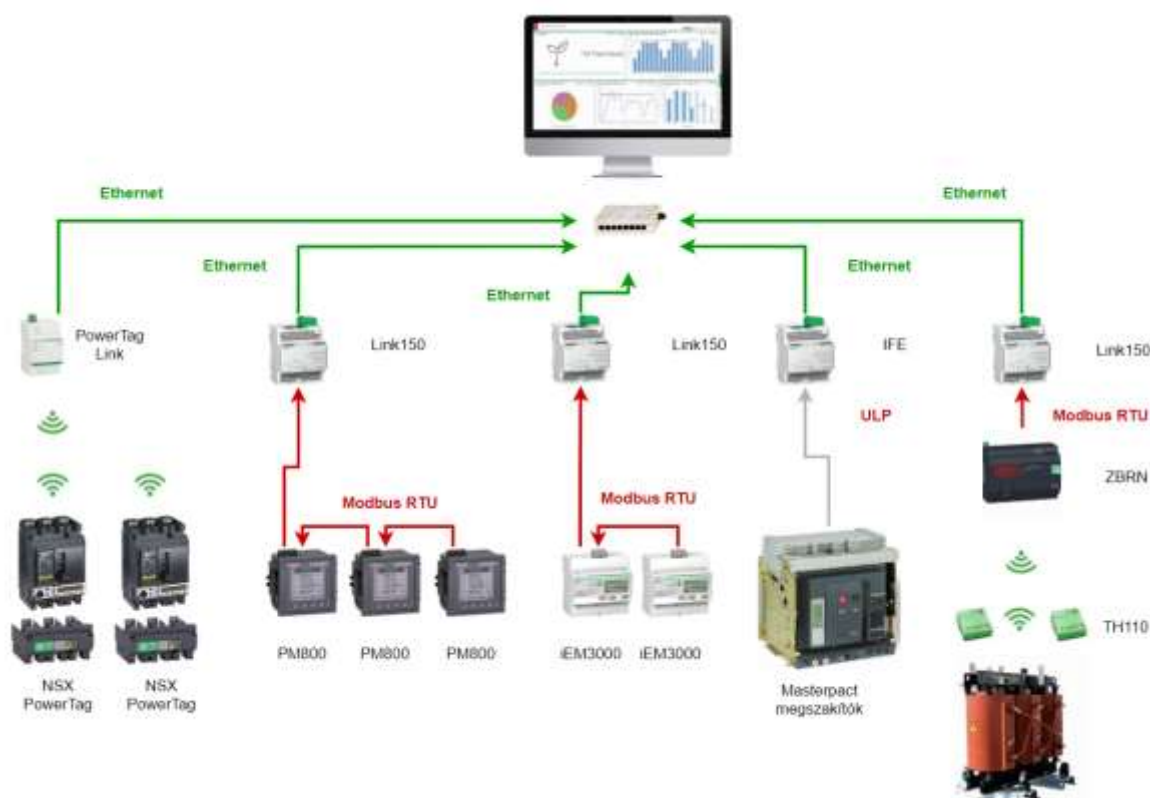 Ethernet
Ethernet
Ethernet
Ethernet
Ethernet
PowerTag
Link
Link150
Link150
IFE
Link150
ULP
Modbus RTU
ZBRN
Modbus RTU
Modbus RTU
TH110
PM800
PM800
PM800
iEM3000
iEM3000
NSX
PowerTag
NSX
PowerTag
Masterpact
megszakítók